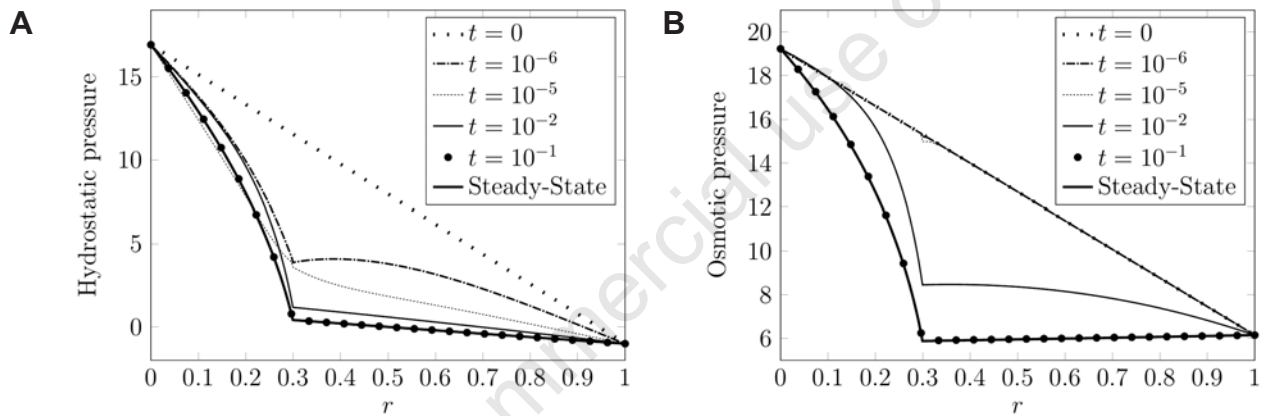 A
Hydrostatic pressure
15
10
5
0
0 0.1 0.2 0.3 0.4 0.5 0.6 0.7 0.8 0.9 1
r
t = 0
t = 10⁻⁶
t = 10⁻⁵
t = 10⁻²
t = 10⁻¹
Steady-State
B
Osmotic pressure
20
18
16
14
12
10
8
6
0 0.1 0.2 0.3 0.4 0.5 0.6 0.7 0.8 0.9 1
r
t = 0
t = 10⁻⁶
t = 10⁻⁵
t = 10⁻²
t = 10⁻¹
Steady-State
mmercial use o